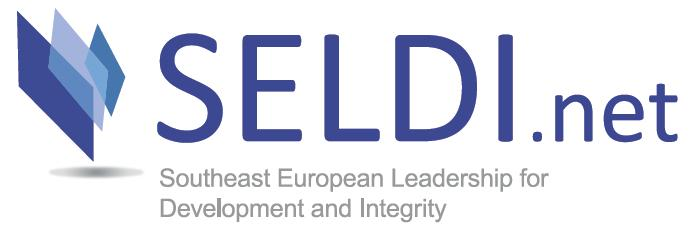 SELDI.net
Southeast European Leadership for
Development and Integrity